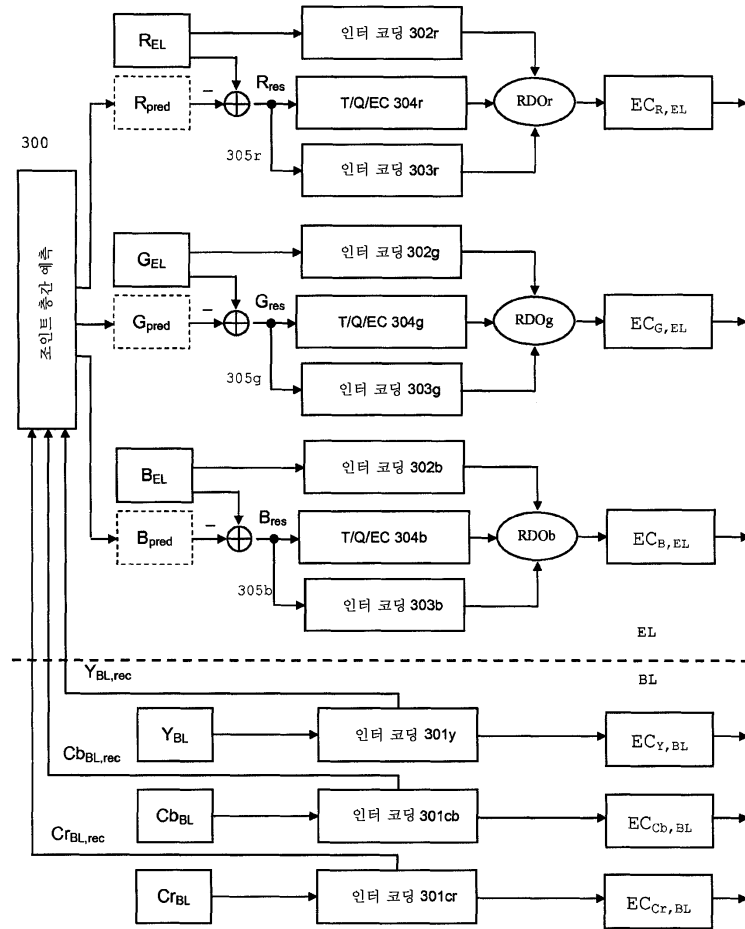 R_EL
인터 코딩 302r
R_pred
−
R_res
T/Q/EC 304r
RDOr
EC_R,EL
300
305r
인터 코딩 303r
조인트 층간 예측
G_EL
인터 코딩 302g
G_pred
−
G_res
T/Q/EC 304g
RDOg
EC_G,EL
305g
인터 코딩 303g
B_EL
인터 코딩 302b
B_pred
−
B_res
T/Q/EC 304b
RDOb
EC_B,EL
305b
인터 코딩 303b
EL
BL
Y_BL,rec
Y_BL
인터 코딩 301y
EC_Y,BL
Cb_BL,rec
Cb_BL
인터 코딩 301cb
EC_Cb,BL
Cr_BL,rec
Cr_BL
인터 코딩 301cr
EC_Cr,BL